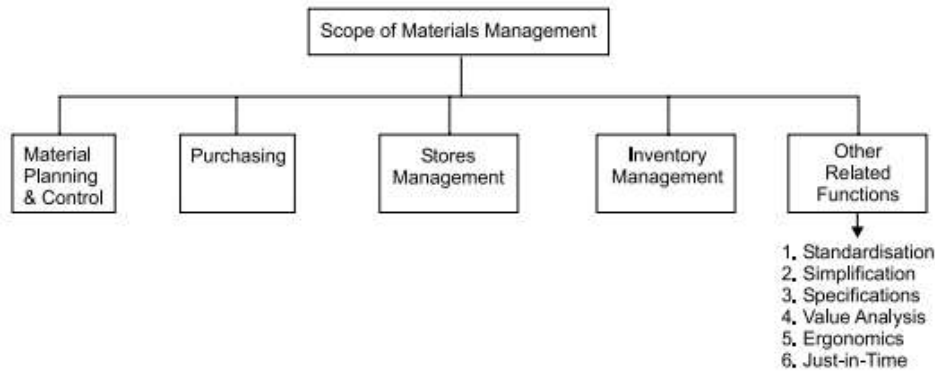 Scope of Materials Management
Material
Planning
& Control
Purchasing
Stores
Management
Inventory
Management
Other
Related
Functions
1. Standardisation
2. Simplification
3. Specifications
4. Value Analysis
5. Ergonomics
6. Just-in-Time